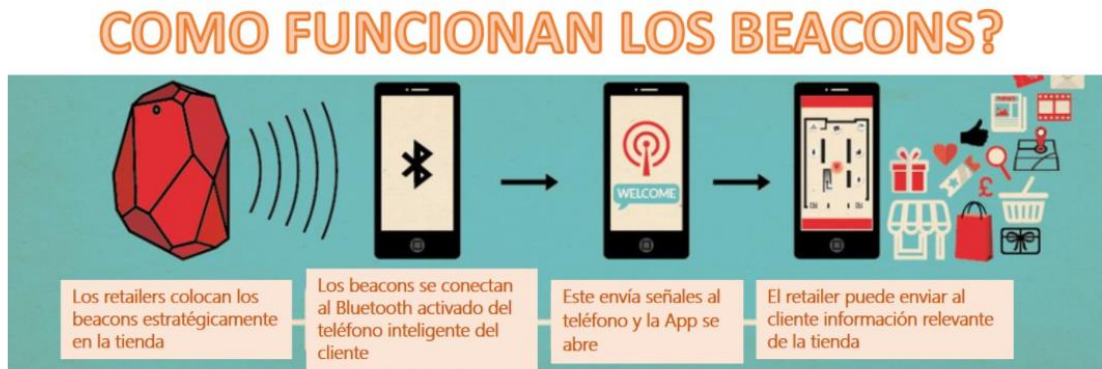 COMO FUNCIONAN LOS BEACONS?
WELCOME
Los retailers colocan los
beacons estratégicamente
en la tienda
Los beacons se conectan
al Bluetooth activado del
teléfono inteligente del
cliente
Este envía señales al
teléfono y la App se
abre
El retailer puede enviar al
cliente información relevante
de la tienda